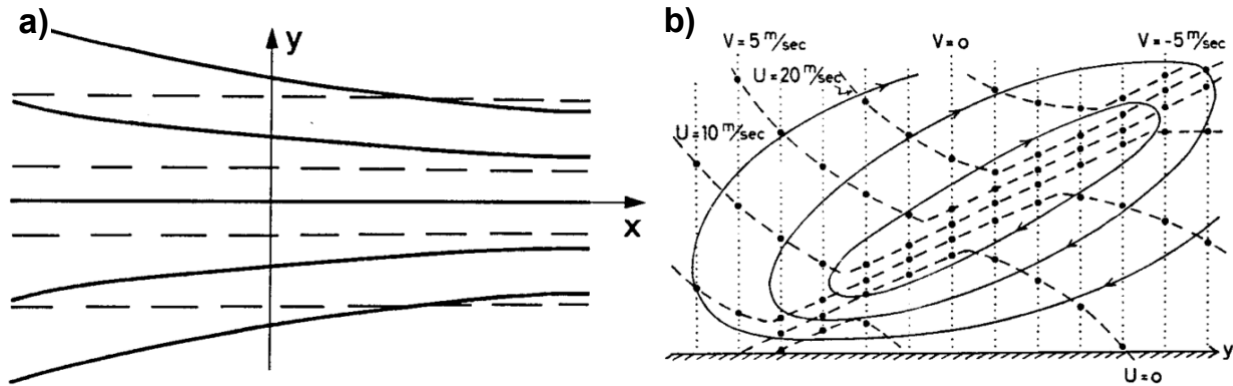 a)
y
x
b)
V = 5 m/sec
V = 0
V = -5 m/sec
U = 20 m/sec
U = 10 m/sec
y
U = 0